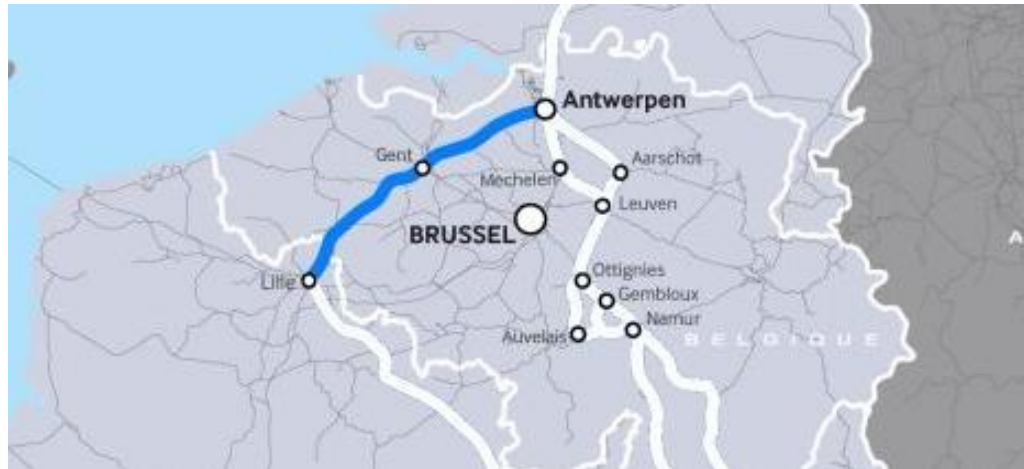 Antwerpen
Gent
Mechelen
Aarschot
Leuven
BRUSSEL
Lille
Ottignies
Gembloux
Namur
Auvelais
BELGIQUE
A